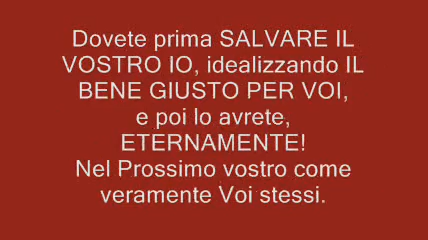 Dovete prima SALVARE IL
VOSTRO IO, idealizzando IL
BENE GIUSTO PER VOI,
e poi lo avrete,
ETERNAMENTE!
Nel Prossimo vostro come
veramente Voi stessi.